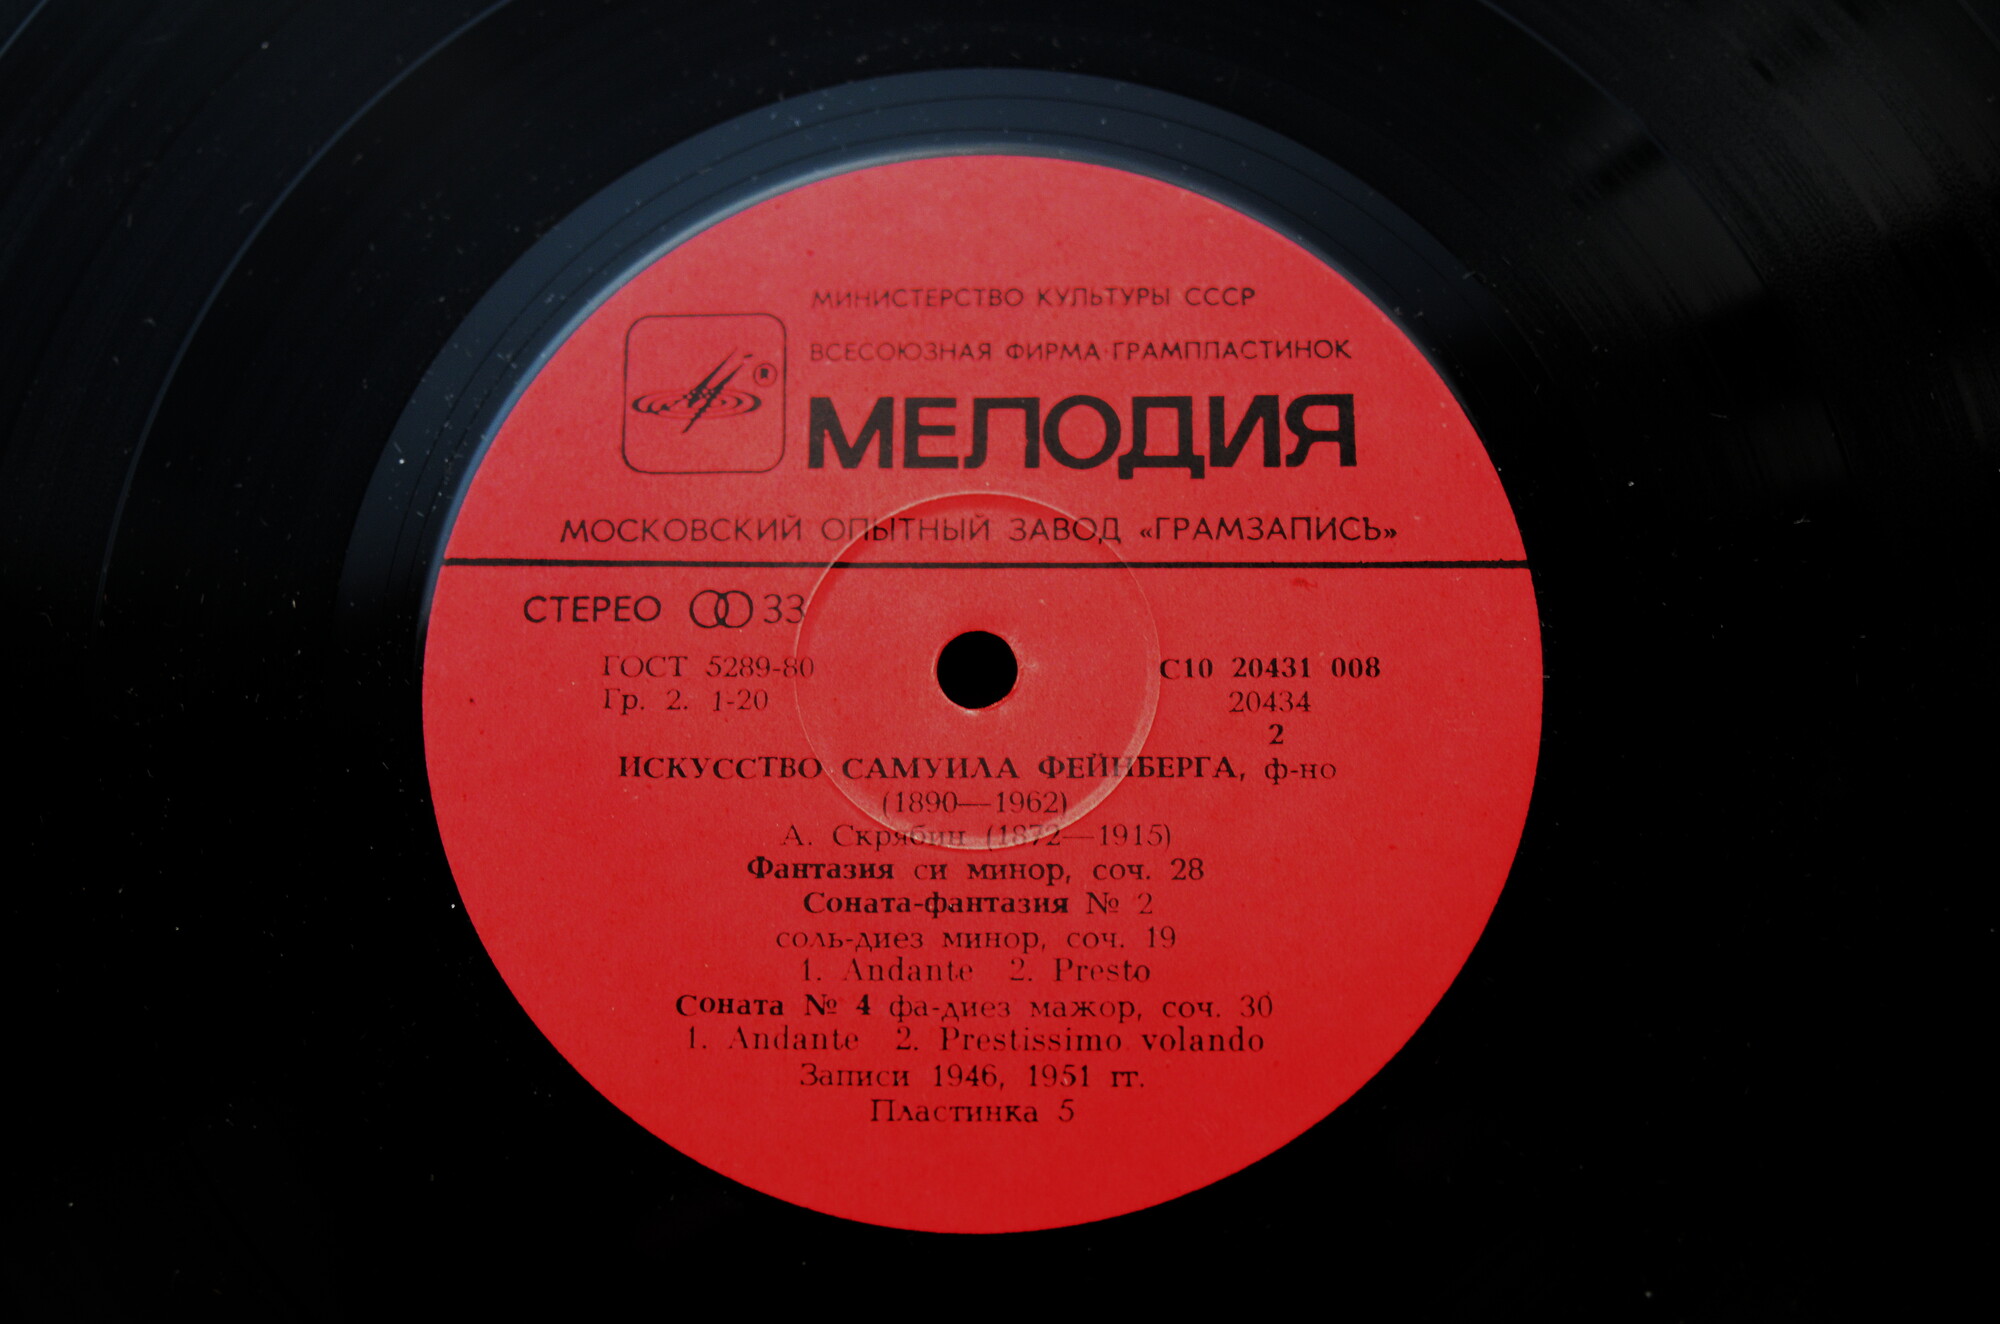 МИНИСТЕРСТВО КУЛЬТУРЫ СССР
ВСЕСОЮЗНАЯ ФИРМА·ГРАМПЛАСТИНОК
®
МЕЛОДИЯ
МОСКОВСКИЙ ОПЫТНЫЙ ЗАВОД «ГРАМЗАПИСЬ»
СТЕРЕО 33
ГОСТ 5289-80
Гр. 2. 1-20
С10 20431 008
20434
2
ИСКУССТВО САМУИЛА ФЕЙНБЕРГА, ф-но
(1890—1962)
А. Скрябин (1872—1915)
Фантазия си минор, соч. 28
Соната-фантазия № 2
соль-диез минор, соч. 19
1. Andante 2. Presto
Соната № 4 фа-диез мажор, соч. 30
1. Andante 2. Prestissimo volando
Записи 1946, 1951 гг.
Пластинка 5